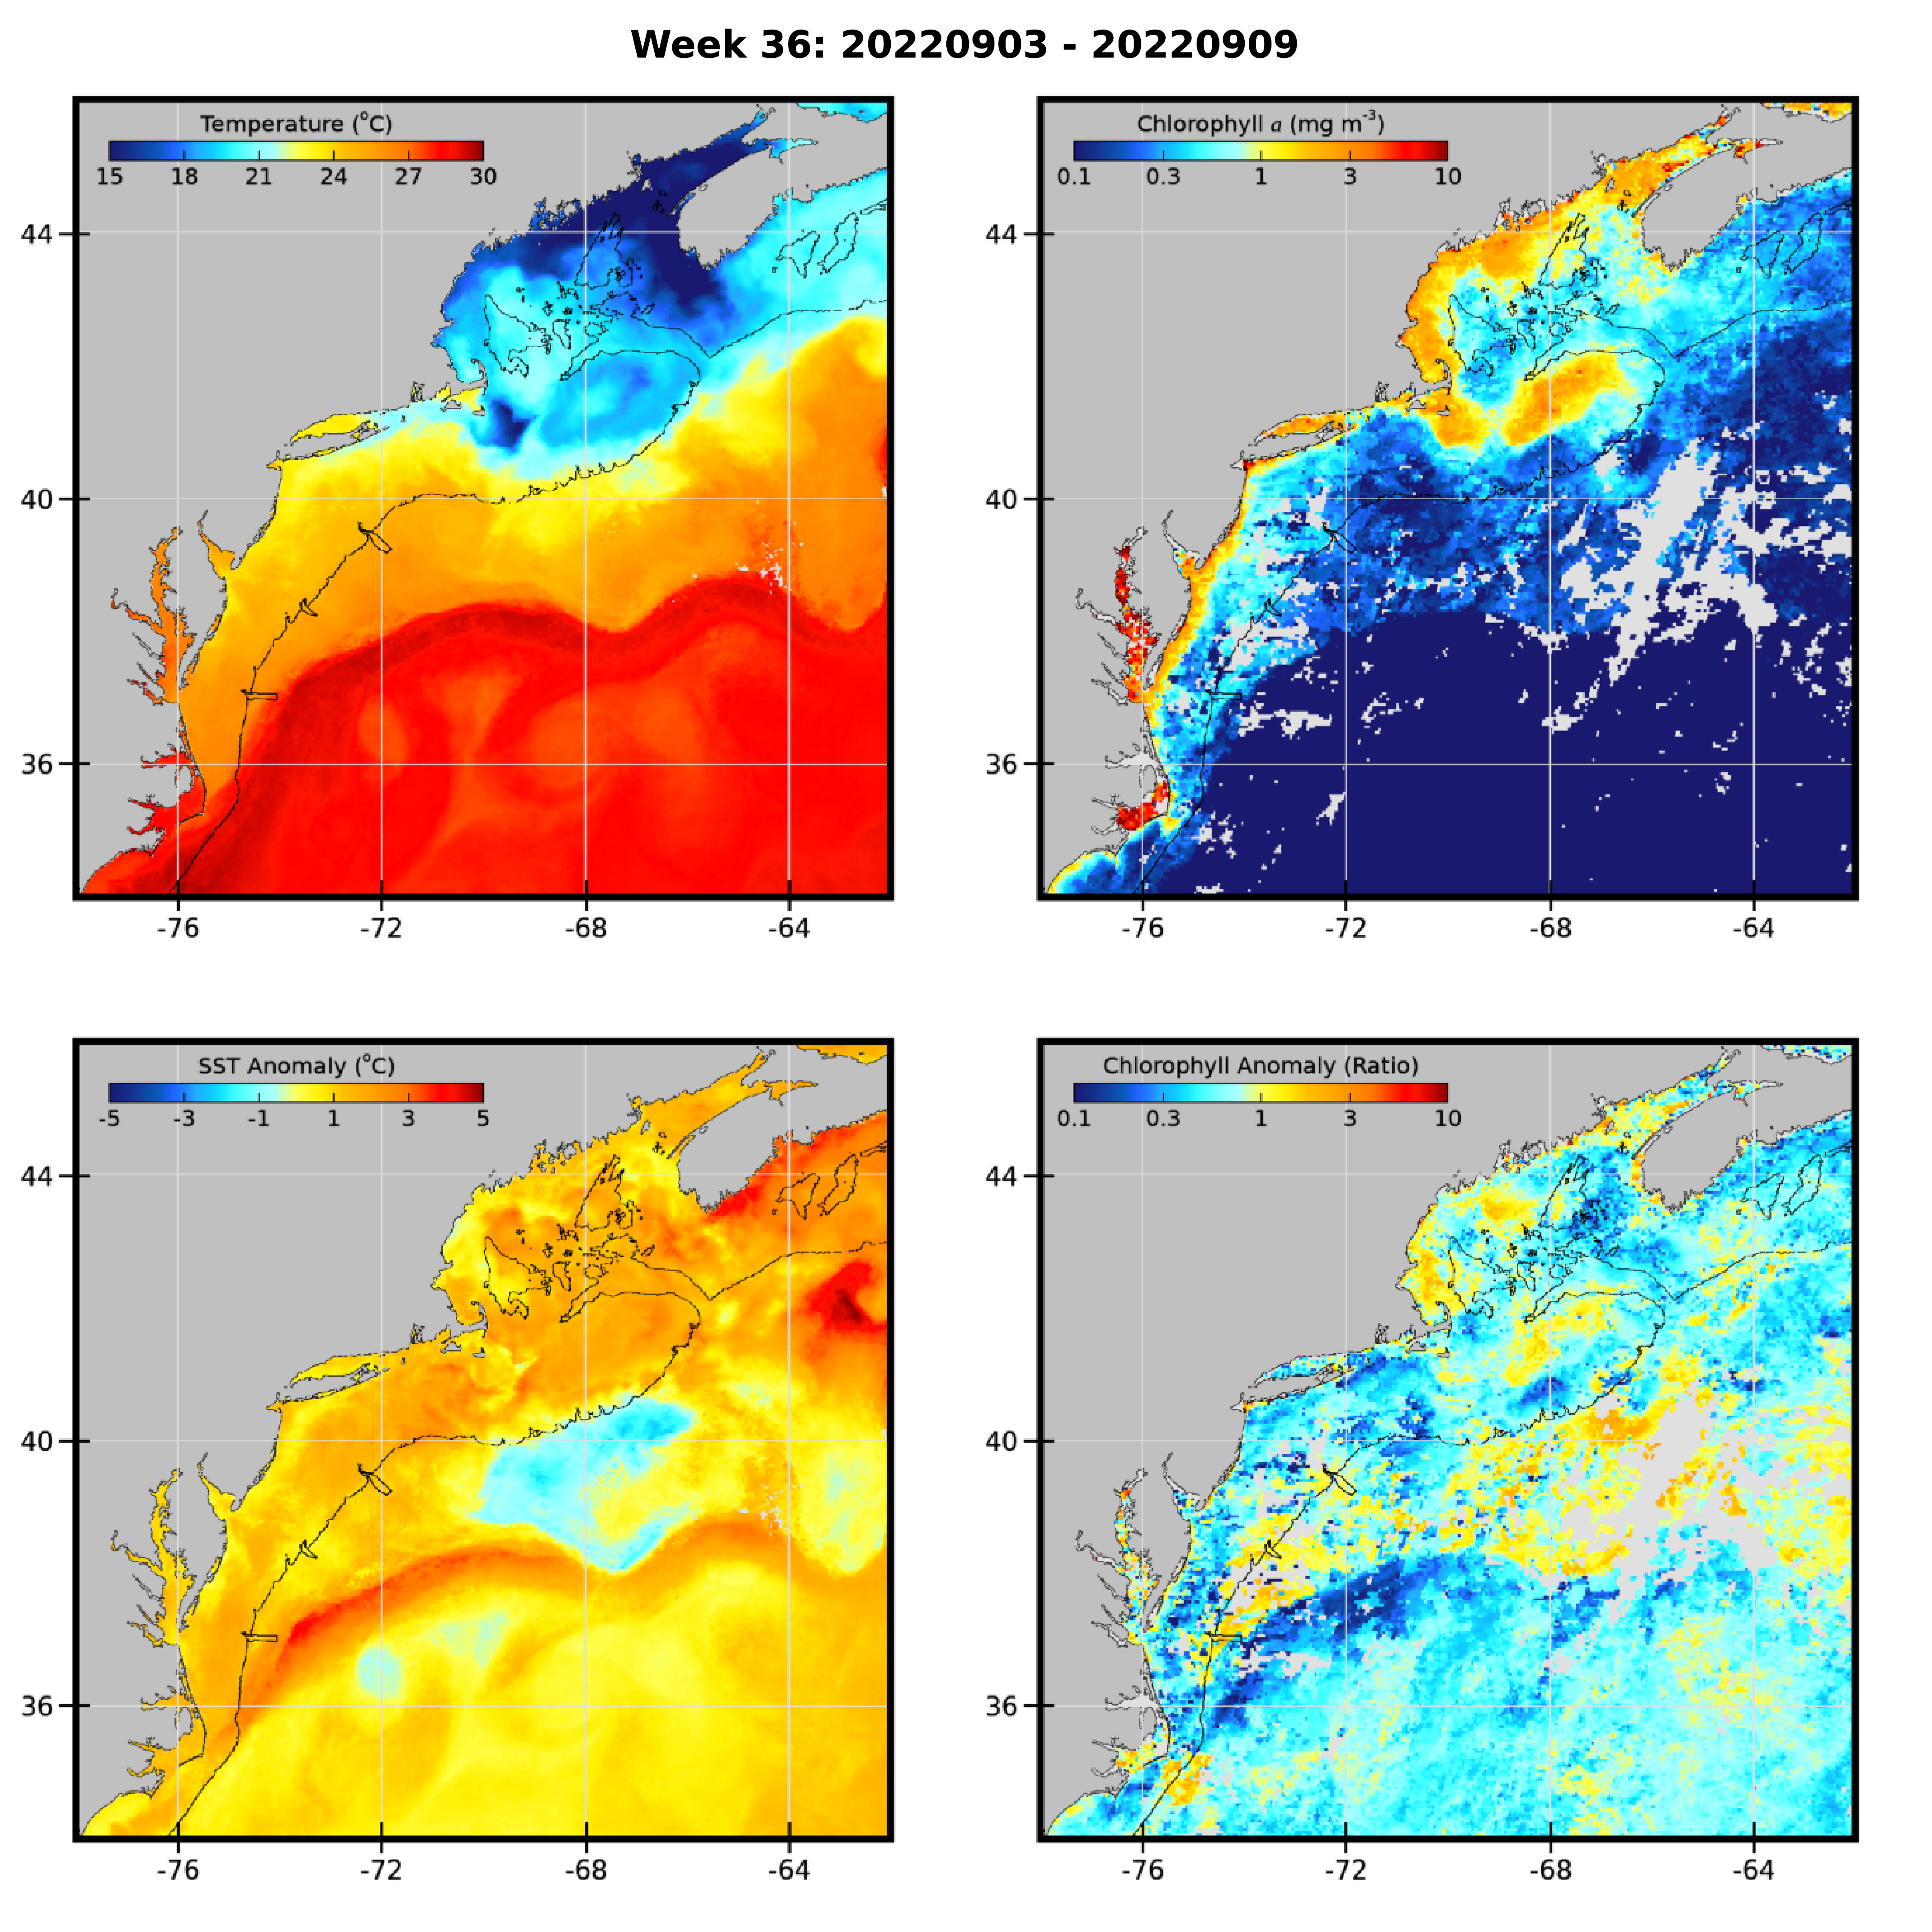 Week 36: 20220903 - 20220909
Temperature (°C)
15 18 21 24 27 30
44
40
36
-76 -72 -68 -64
Chlorophyll a (mg m⁻³)
0.1 0.3 1 3 10
44
40
36
-76 -72 -68 -64
SST Anomaly (°C)
-5 -3 -1 1 3 5
44
40
36
-76 -72 -68 -64
Chlorophyll Anomaly (Ratio)
0.1 0.3 1 3 10
44
40
36
-76 -72 -68 -64